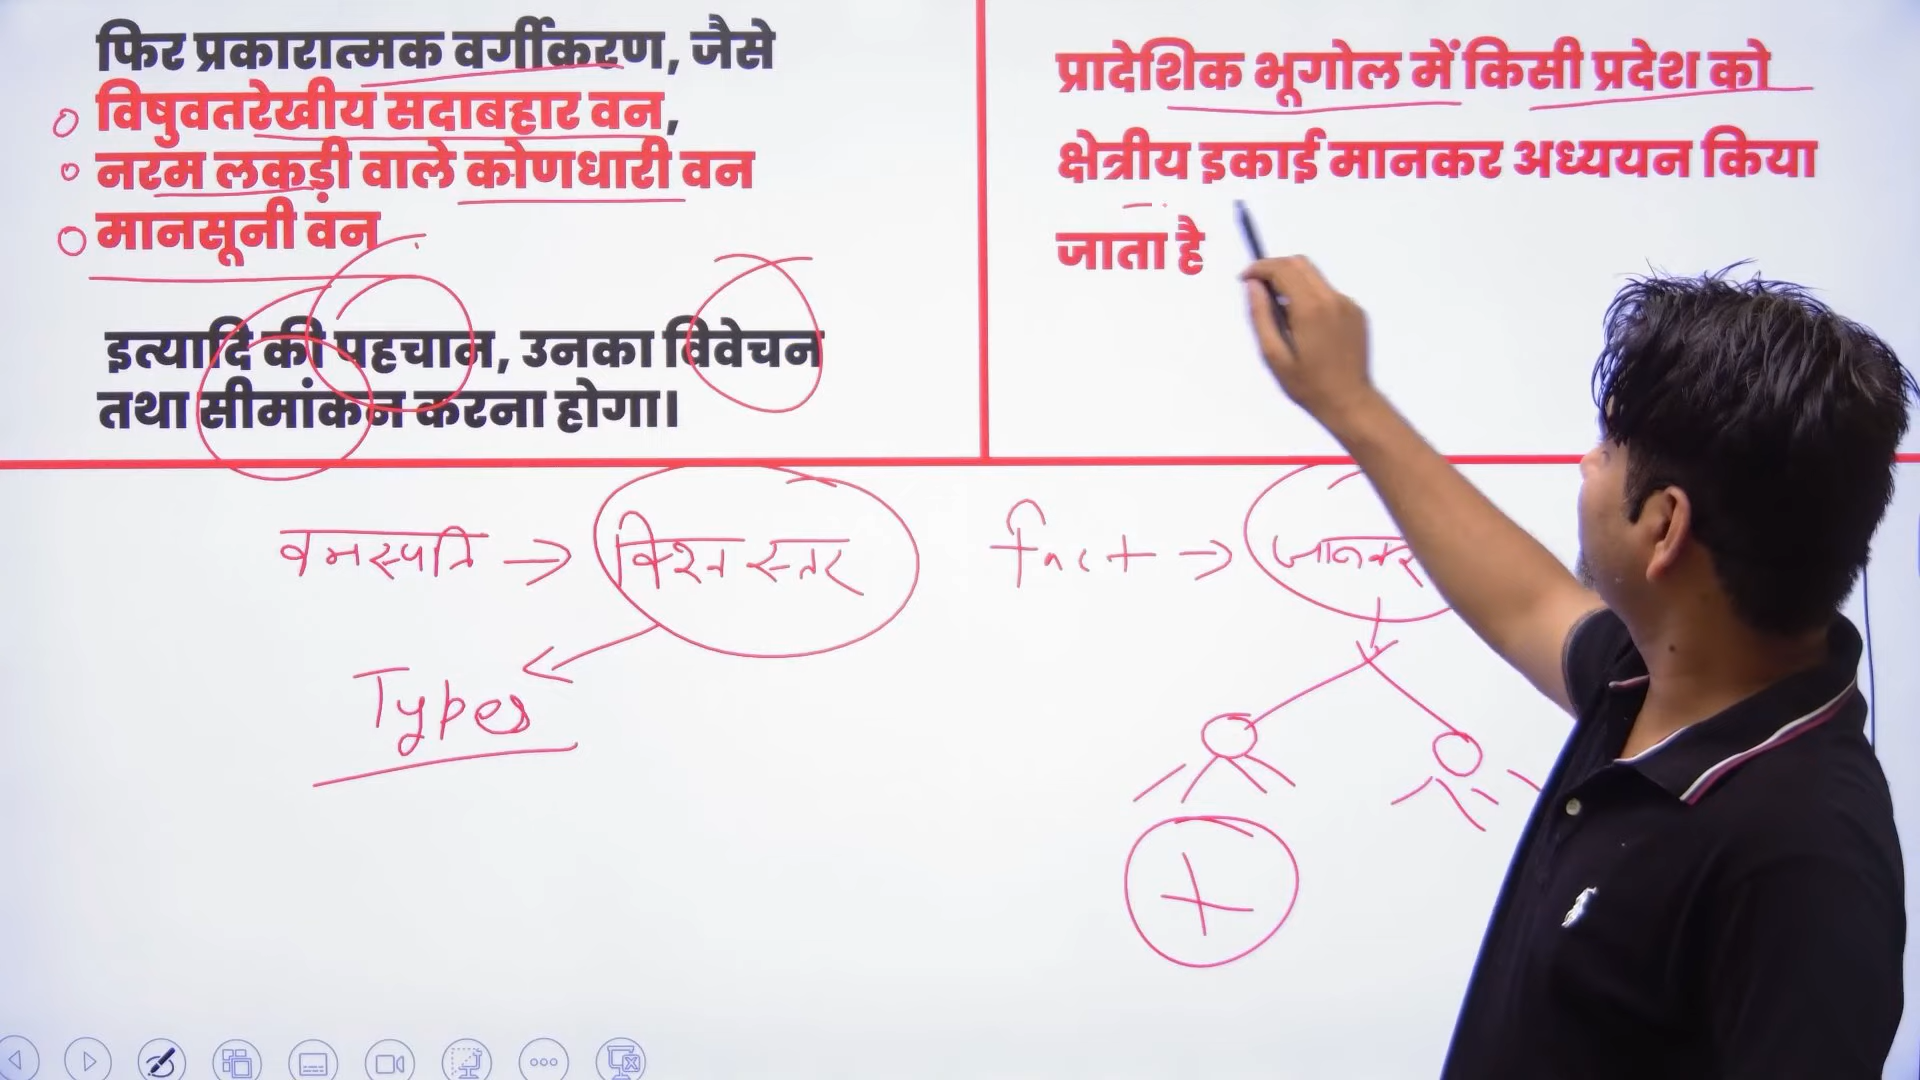 फिर प्रकारात्मक वर्गीकरण, जैसे
विषुवतरेखीय सदाबहार वन,
नरम लकड़ी वाले कोणधारी वन
मानसूनी वन
इत्यादि की पहचान, उनका विवेचन
तथा सीमांकन करना होगा।
प्रादेशिक भूगोल में किसी प्रदेश को
क्षेत्रीय इकाई मानकर अध्ययन किया
जाता है
वनस्पति → विश्व स्तर
Types
fact → जानकर